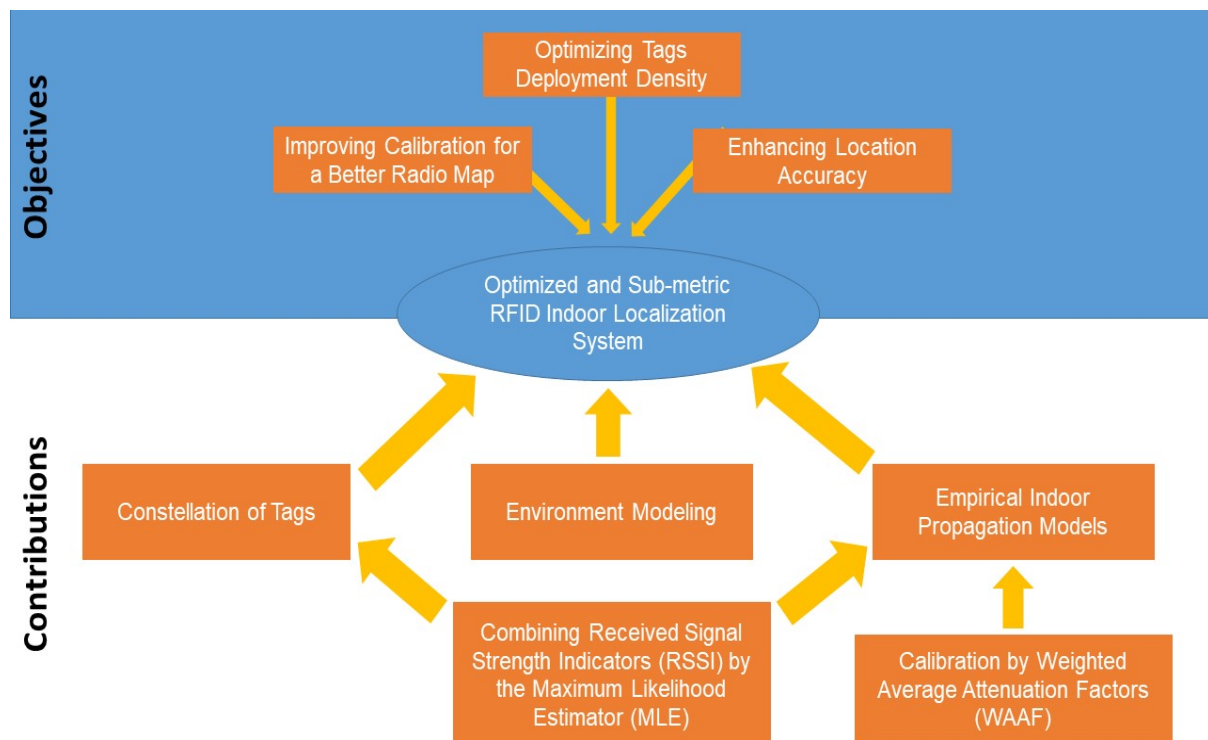 Objectives
Optimizing Tags
Deployment Density
Improving Calibration for
a Better Radio Map
Enhancing Location
Accuracy
Optimized and Sub-metric
RFID Indoor Localization
System
Contributions
Constellation of Tags
Environment Modeling
Empirical Indoor
Propagation Models
Combining Received Signal
Strength Indicators (RSSI) by
the Maximum Likelihood
Estimator (MLE)
Calibration by Weighted
Average Attenuation Factors
(WAAF)